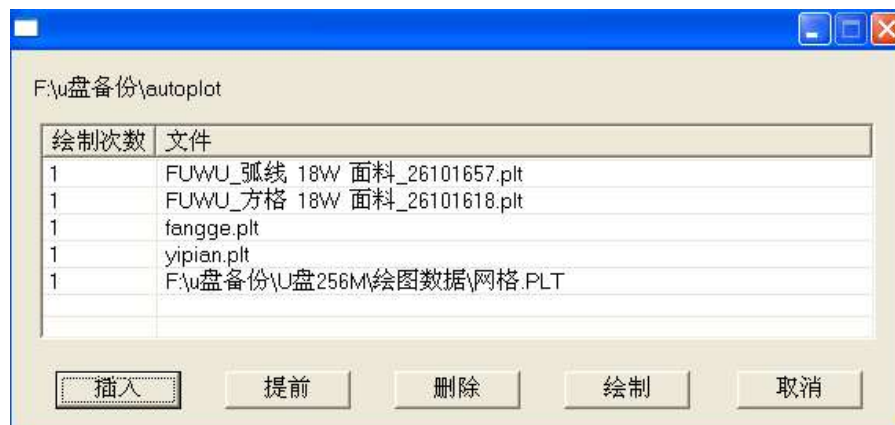 F:\u盘备份\autoplot
绘制次数 文件
1 FUWU_弧线 18W 面料_26101657.plt
1 FUWU_方格 18W 面料_26101618.plt
1 fangge.plt
1 yipian.plt
1 F:\u盘备份\U盘256M\绘图数据\网格.PLT
插入 提前 删除 绘制 取消